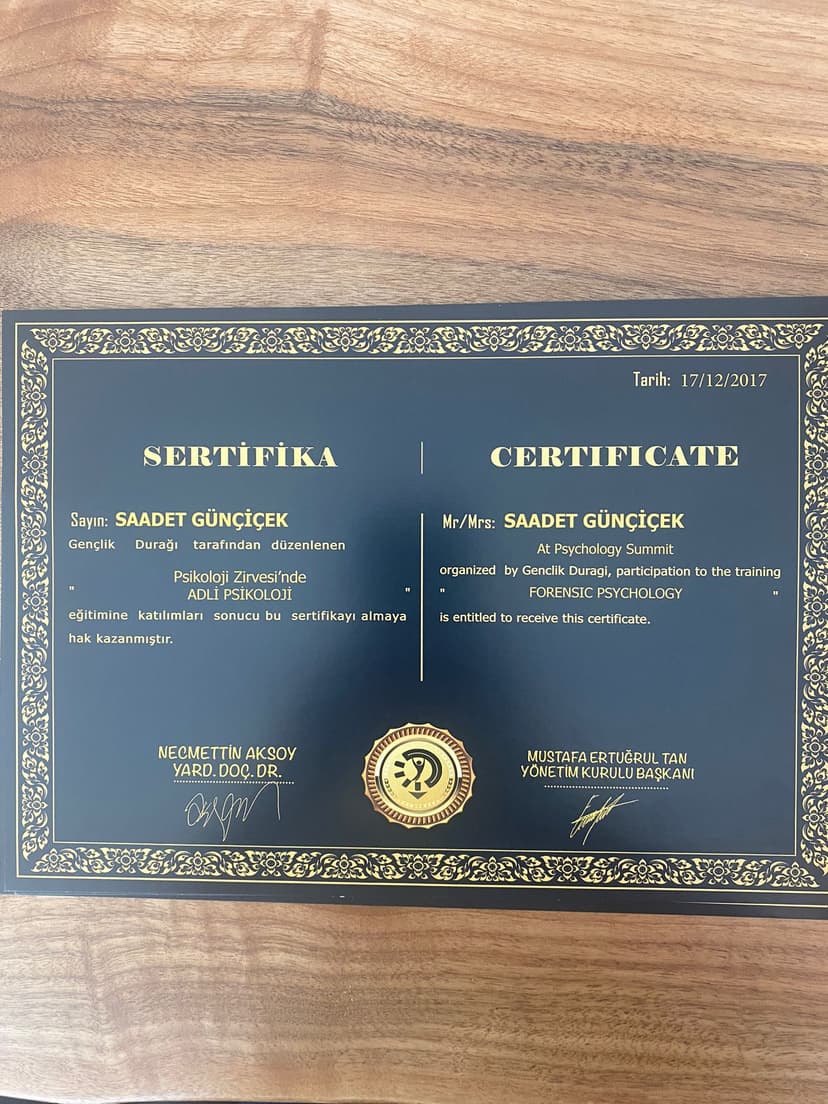 Tarih: 17/12/2017
SERTİFİKA
Sayın: SAADET GÜNÇİÇEK
Gençlik Durağı tarafından düzenlenen
Psikoloji Zirvesi'nde
" ADLİ PSİKOLOJİ "
eğitimine katılımları sonucu bu sertifikayı almaya
hak kazanmıştır.
CERTIFICATE
Mr/Mrs: SAADET GÜNÇİÇEK
At Psychology Summit
organized by Genclik Duragi, participation to the training
" FORENSIC PSYCHOLOGY "
is entitled to receive this certificate.
NECMETTİN AKSOY
YARD. DOÇ. DR.
MUSTAFA ERTUĞRUL TAN
YÖNETİM KURULU BAŞKANI